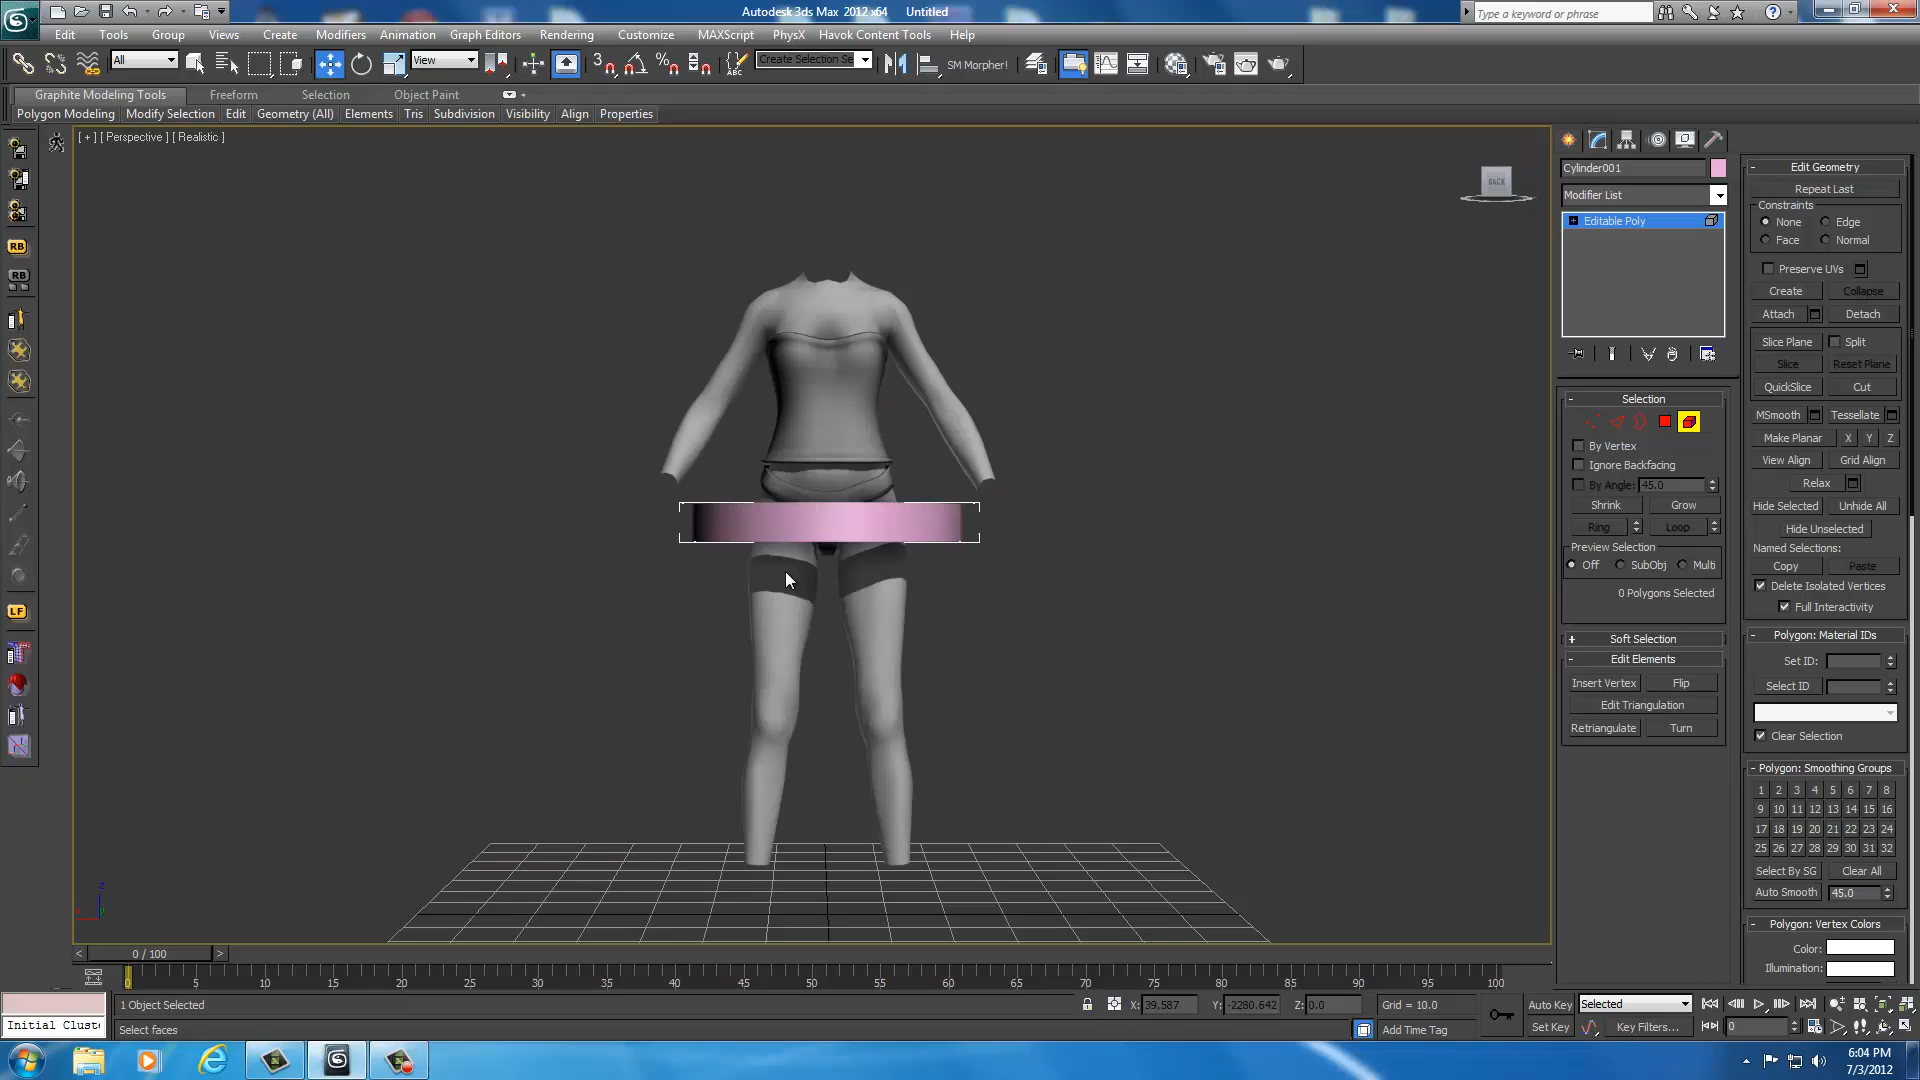 Autodesk 3ds Max 2012 x64 Untitled
Type a keyword or phrase
Edit Tools Group Views Create Modifiers Animation Graph Editors Rendering Customize MAXScript PhysX Havok Content Tools Help
All View Create Selection Se SM Morpher!
Graphite Modeling Tools Freeform Selection Object Paint
Polygon Modeling Modify Selection Edit Geometry (All) Elements Tris Subdivision Visibility Align Properties
[ + ] [ Perspective ] [ Realistic ]
BACK
RB
RB
LF
Cylinder001
Modifier List
Editable Poly
- Selection
By Vertex
Ignore Backfacing
By Angle: 45.0
Shrink Grow
Ring Loop
Preview Selection
Off SubObj Multi
0 Polygons Selected
+ Soft Selection
- Edit Elements
Insert Vertex Flip
Edit Triangulation
Retriangulate Turn
- Edit Geometry
Repeat Last
Constraints
None Edge
Face Normal
Preserve UVs
Create Collapse
Attach Detach
Slice Plane Split
Slice Reset Plane
QuickSlice Cut
MSmooth Tessellate
Make Planar X Y Z
View Align Grid Align
Relax
Hide Selected Unhide All
Hide Unselected
Named Selections:
Copy Paste
Delete Isolated Vertices
Full Interactivity
- Polygon: Material IDs
Set ID:
Select ID
Clear Selection
- Polygon: Smoothing Groups
1 2 3 4 5 6 7 8
9 10 11 12 13 14 15 16
17 18 19 20 21 22 23 24
25 26 27 28 29 30 31 32
Select By SG Clear All
Auto Smooth 45.0
- Polygon: Vertex Colors
Color:
Illumination:
z
< 0 / 100 >
0 5 10 15 20 25 30 35 40 45 50 55 60 65 70 75 80 85 90 95 100
1 Object Selected X: 39.587 Y: -2280.642 Z: 0.0 Grid = 10.0 Auto Key Selected
Initial Cluste Select faces Add Time Tag Set Key Key Filters... 0
6:04 PM
7/3/2012